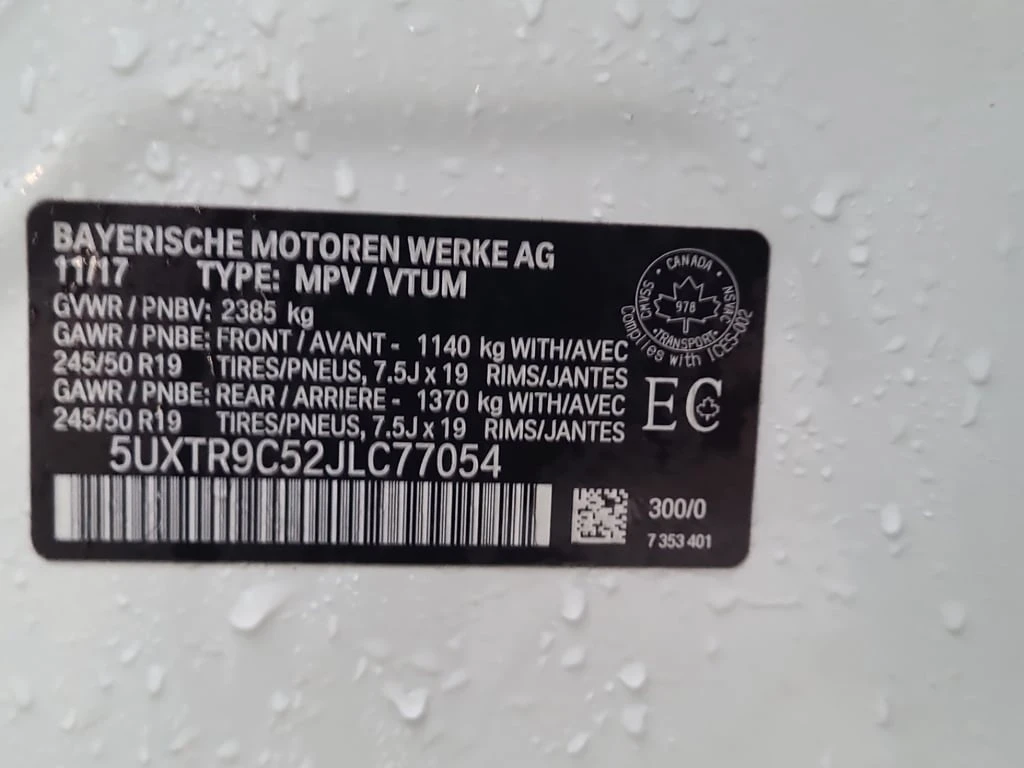 BAYERISCHE MOTOREN WERKE AG
11/17 TYPE: MPV / VTUM
GVWR / PNBV: 2385 kg
GAWR / PNBE: FRONT / AVANT - 1140 kg WITH/AVEC
245/50 R19 TIRES/PNEUS, 7.5J x 19 RIMS/JANTES
GAWR / PNBE: REAR / ARRIERE - 1370 kg WITH/AVEC
245/50 R19 TIRES/PNEUS, 7.5J x 19 RIMS/JANTES
5UXTR9C52JLC77054
CANADA
CMVSS
NSVAC
978
TRANSPORT
Complies with ICES-002
EC
300/0
7 353 401